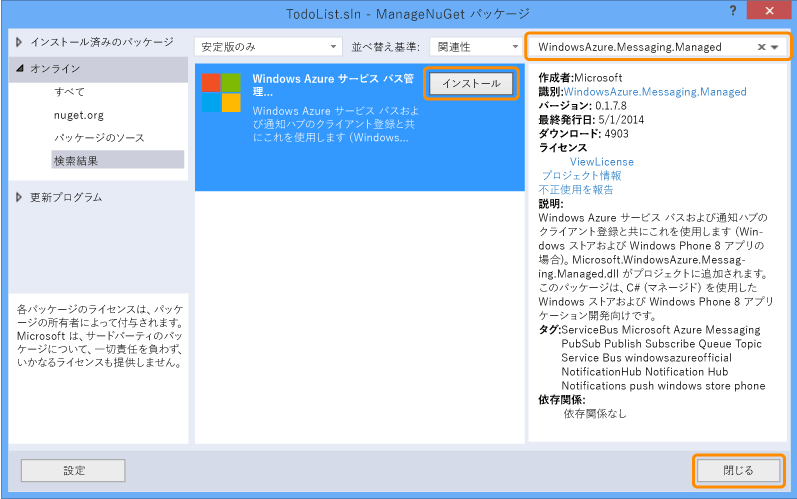 TodoList.sln - ManageNuGet パッケージ
?
インストール済みのパッケージ
オンライン
すべて
nuget.org
パッケージのソース
検索結果
更新プログラム
各パッケージのライセンスは、パッケ
ージの所有者によって付与されます。
Microsoft は、サードパーティのパッ
ケージについて、一切責任を負わず、
いかなるライセンスも提供しません。
安定版のみ
並べ替え基準:
関連性
Windows Azure サービス バス管
理...
Windows Azure サービス バスおよ
び通知ハブのクライアント登録と共
にこれを使用します (Windows...
インストール
WindowsAzure.Messaging.Managed
作成者:Microsoft
識別:WindowsAzure.Messaging.Managed
バージョン: 0.1.7.8
最終発行日: 5/1/2014
ダウンロード: 4903
ライセンス
ViewLicense
プロジェクト情報
不正使用を報告
説明:
Windows Azure サービス バスおよび通知ハブの
クライアント登録と共にこれを使用します (Win-
dows ストアおよび Windows Phone 8 アプリの
場合)。Microsoft.WindowsAzure.Messag-
ing.Managed.dll がプロジェクトに追加されます。
このパッケージは、C# (マネージド) を使用した
Windows ストアおよび Windows Phone 8 アプリ
ケーション開発向けです。
タグ:ServiceBus Microsoft Azure Messaging
PubSub Publish Subscribe Queue Topic
Service Bus windowsazureofficial
NotificationHub Notification Hub
Notifications push windows store phone
依存関係:
依存関係なし
設定
閉じる